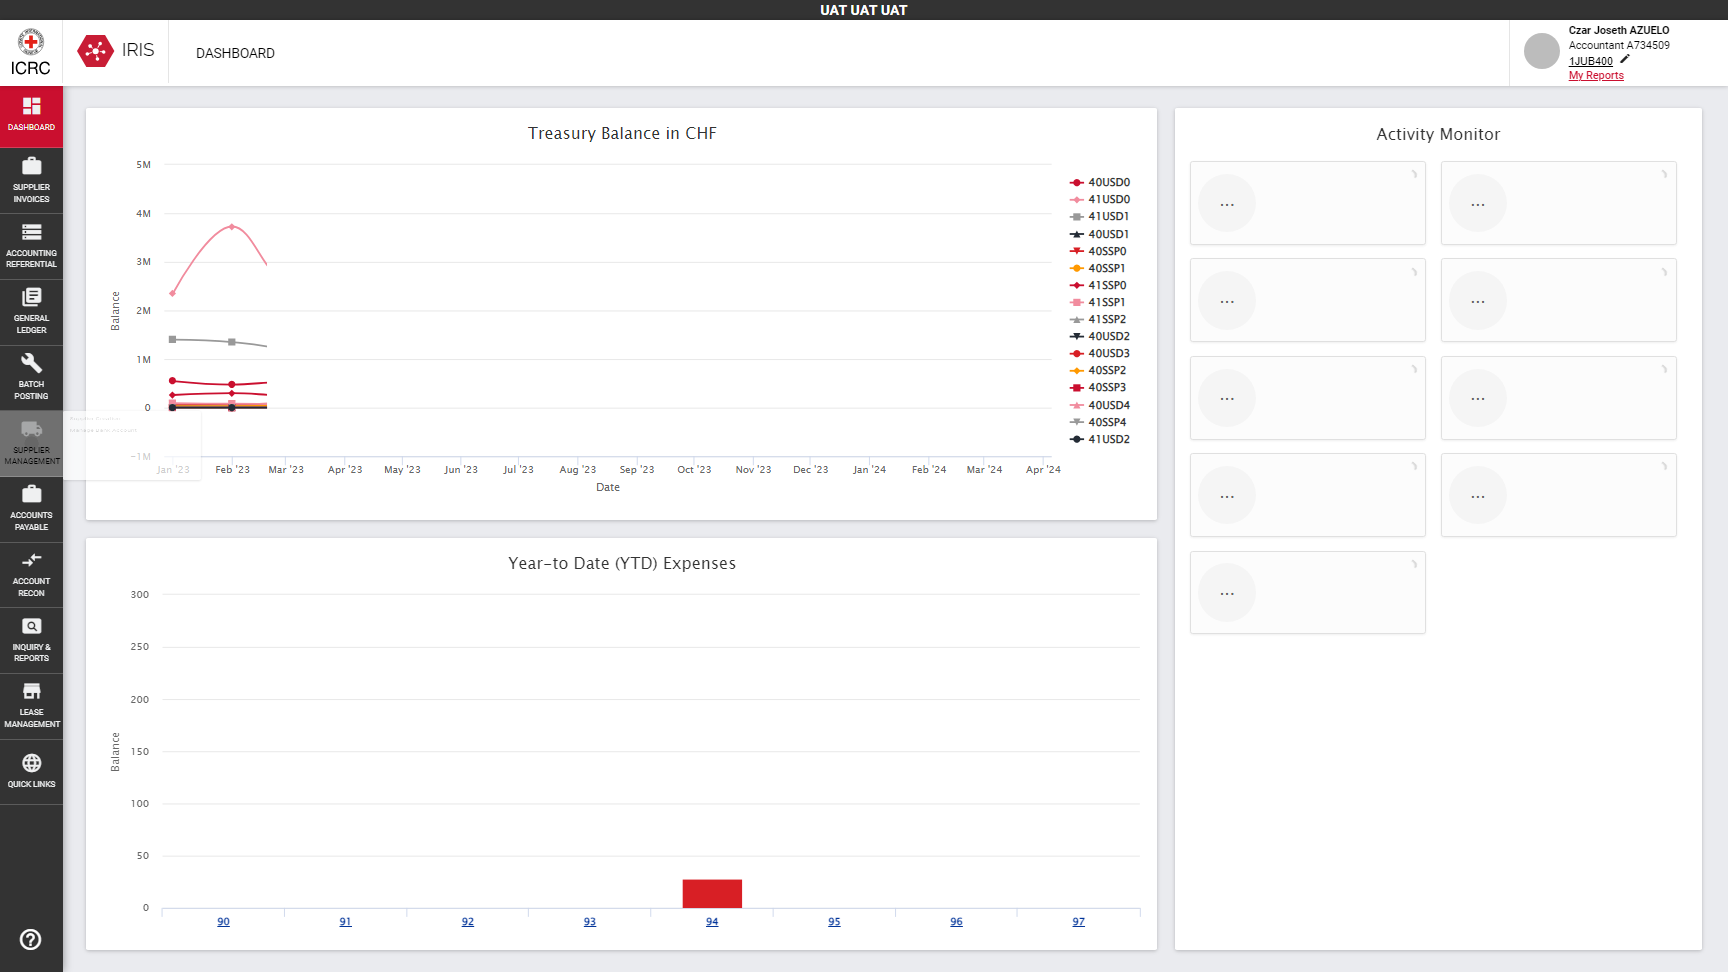 UAT UAT UAT
ICRC
IRIS
DASHBOARD
Czar Joseth AZUELO
Accountant A734509
1JUB400
My Reports
DASHBOARD
SUPPLIER
INVOICES
ACCOUNTING
REFERENTIAL
GENERAL
LEDGER
BATCH
POSTING
SUPPLIER
MANAGEMENT
ACCOUNTS
PAYABLE
ACCOUNT
RECON
INQUIRY &
REPORTS
LEASE
MANAGEMENT
QUICK LINKS
Treasury Balance in CHF
Balance
5M
4M
3M
2M
1M
0
-1M
Jan '23 Feb '23 Mar '23 Apr '23 May '23 Jun '23 Jul '23 Aug '23 Sep '23 Oct '23 Nov '23 Dec '23 Jan '24 Feb '24 Mar '24 Apr '24
Date
40USD0
41USD0
41USD1
40USD1
40SSP0
40SSP1
41SSP0
41SSP1
41SSP2
40USD2
40USD3
40SSP2
40SSP3
40USD4
40SSP4
41USD2
Year-to Date (YTD) Expenses
Balance
300
250
200
150
100
50
0
90 91 92 93 94 95 96 97
Activity Monitor
... ...
... ...
... ...
... ...
...